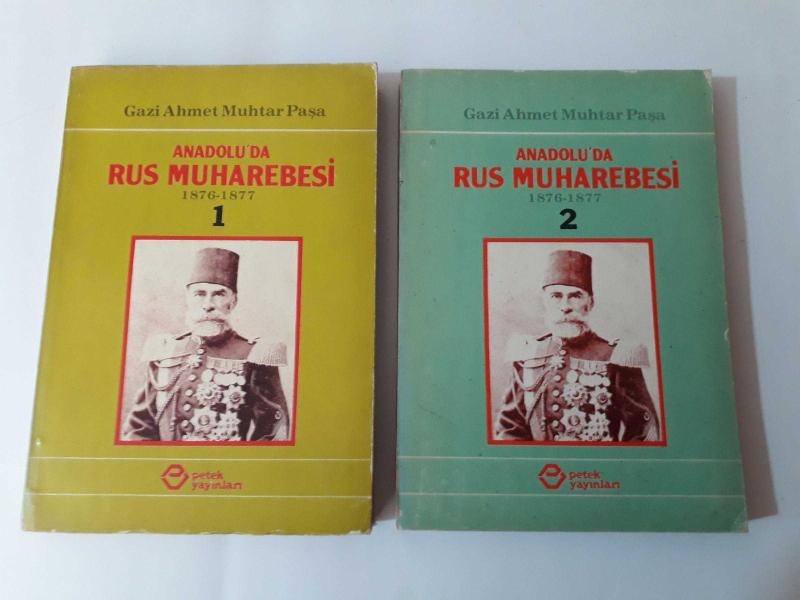 Gazi Ahmet Muhtar Paşa
ANADOLU'DA
RUS MUHAREBESİ
1876-1877
1
petek
yayınları
Gazi Ahmet Muhtar Paşa
ANADOLU'DA
RUS MUHAREBESİ
1876-1877
2
petek
yayınları